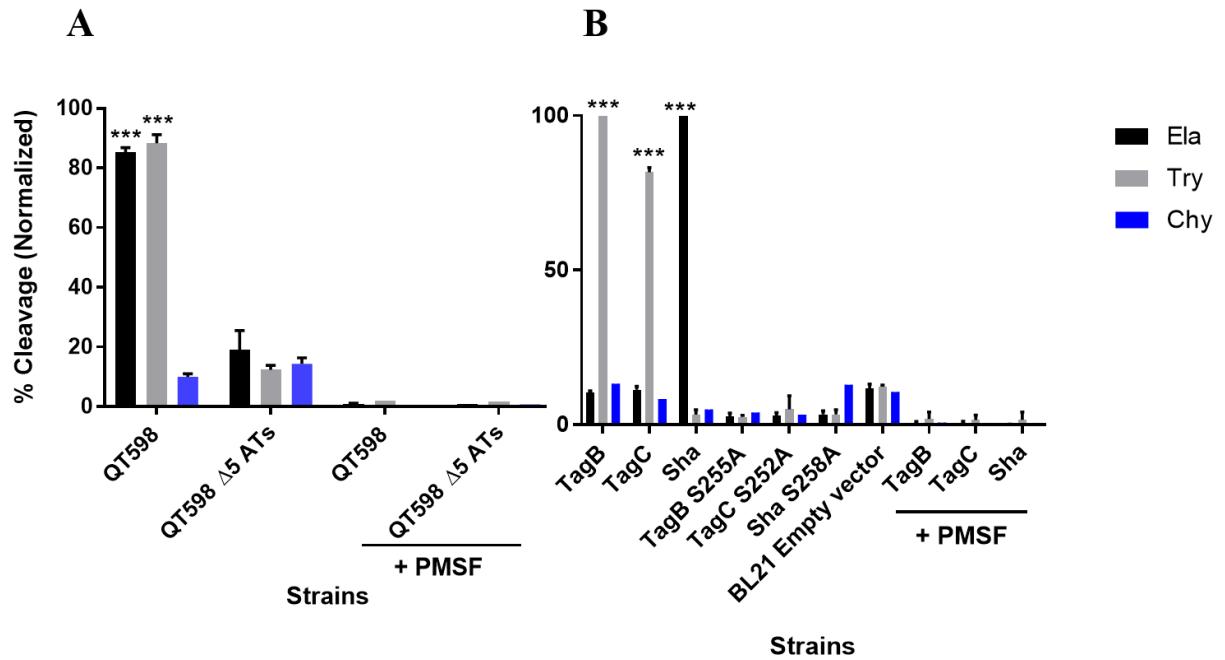 A
B
% Cleavage (Normalized)
100
80
60
40
20
0
*** ***
QT598
QT598 Δ5 ATs
QT598
QT598 Δ5 ATs
+ PMSF
Strains
100
50
0
***
***
***
TagB
TagC
Sha
TagB S255A
TagC S252A
Sha S258A
BL21 Empty vector
TagB
TagC
Sha
+ PMSF
Strains
Ela
Try
Chy